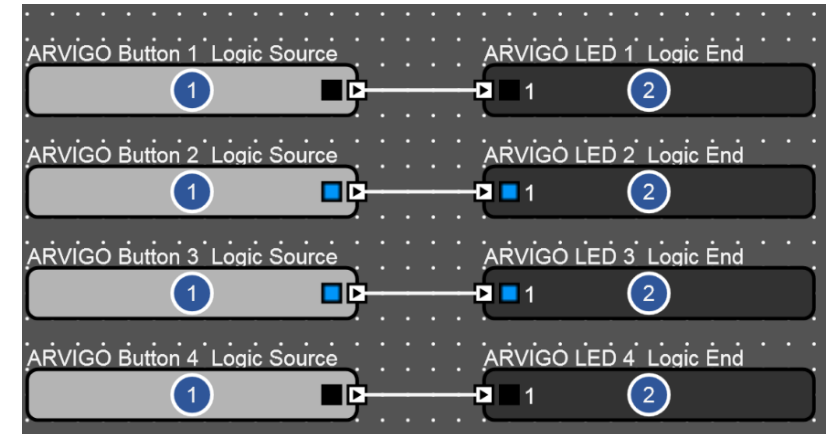 ARVIGO Button 1 Logic Source ARVIGO LED 1 Logic End
1 1 2
ARVIGO Button 2 Logic Source ARVIGO LED 2 Logic End
1 1 2
ARVIGO Button 3 Logic Source ARVIGO LED 3 Logic End
1 1 2
ARVIGO Button 4 Logic Source ARVIGO LED 4 Logic End
1 1 2